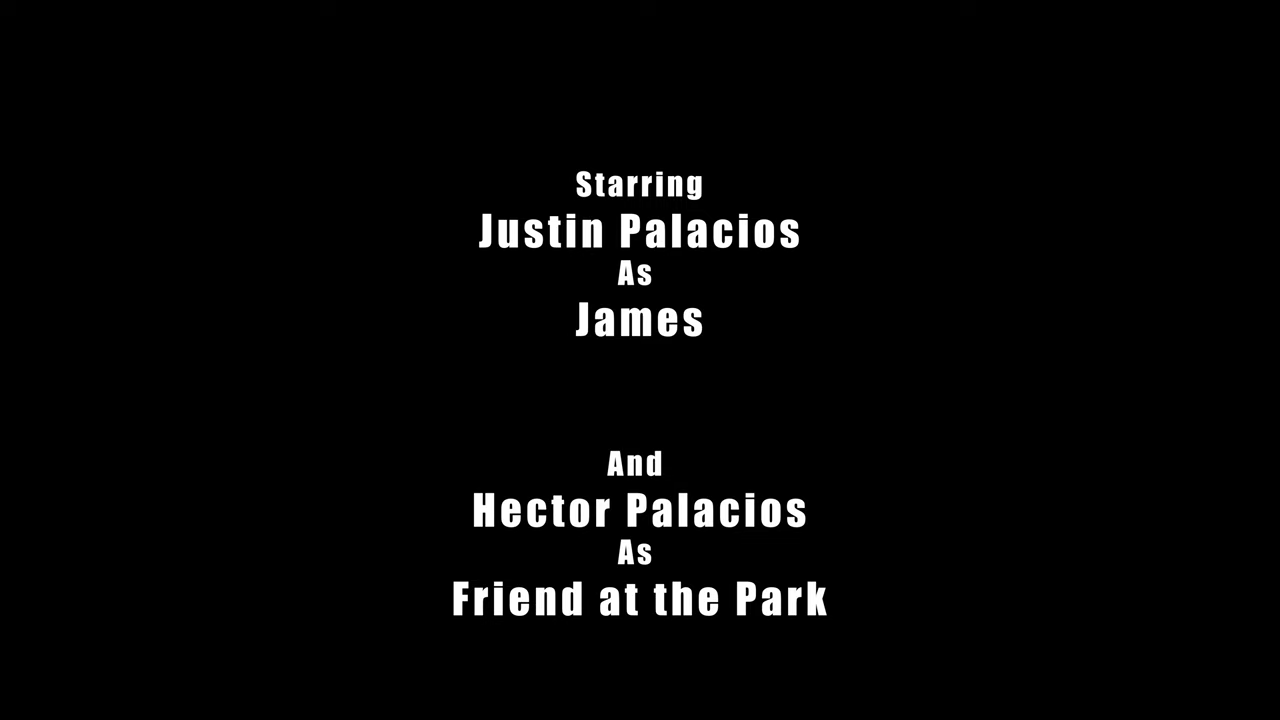 Starring
Justin Palacios
As
James
And
Hector Palacios
As
Friend at the Park